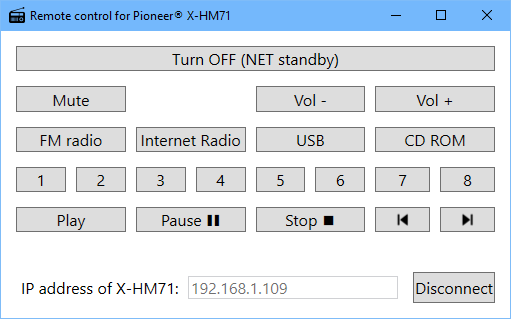 Remote control for Pioneer® X-HM71
Turn OFF (NET standby)
Mute Vol - Vol +
FM radio Internet Radio USB CD ROM
1 2 3 4 5 6 7 8
Play Pause Stop
IP address of X-HM71: 192.168.1.109 Disconnect